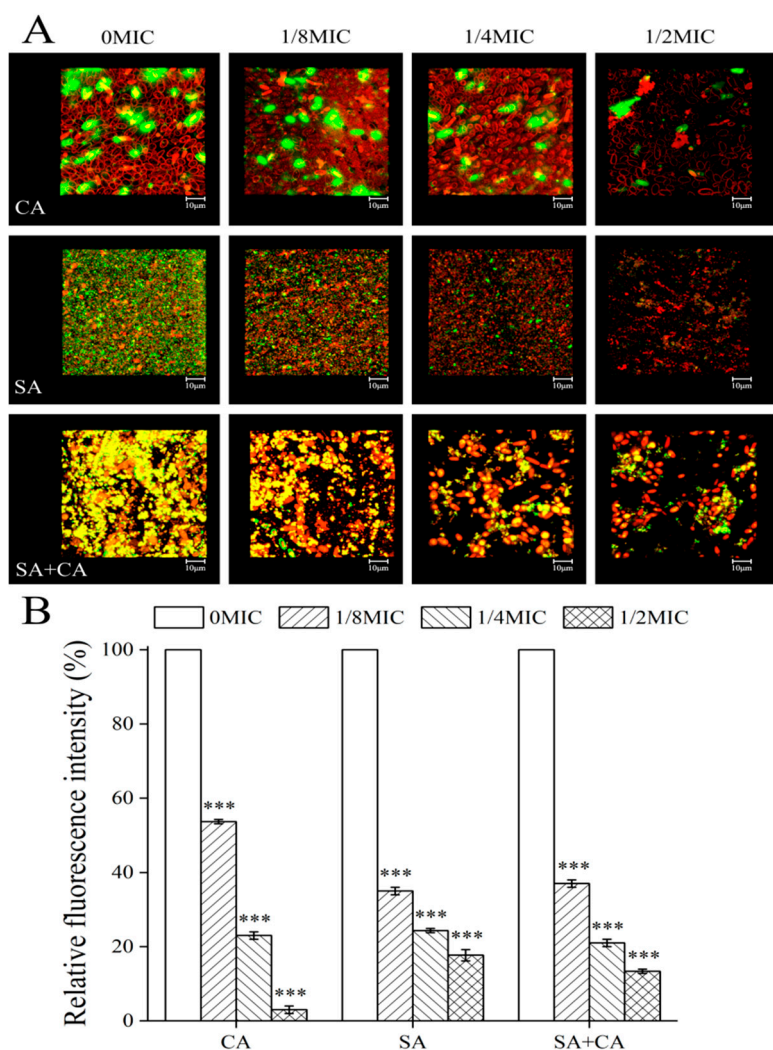 A
0MIC 1/8MIC 1/4MIC 1/2MIC
CA
10μm 10μm 10μm 10μm
SA
10μm 10μm 10μm 10μm
SA+CA
10μm 10μm 10μm 10μm
B
0MIC 1/8MIC 1/4MIC 1/2MIC
Relative fluorescence intensity (%)
100
80
60
40
20
0
*** *** ***
*** *** ***
*** *** ***
CA SA SA+CA